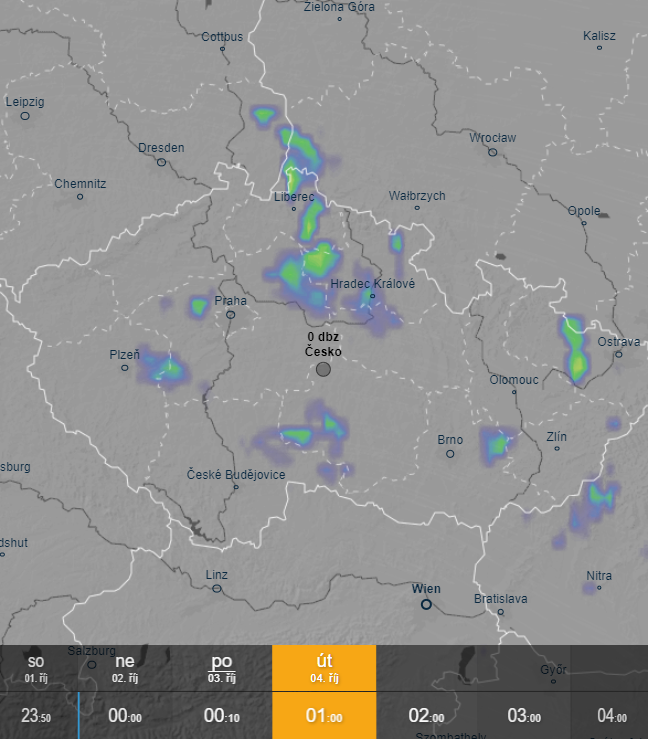 Zielona Góra
Cottbus
Kalisz
Leipzig
Dresden
Wrocław
Chemnitz
Liberec
Wałbrzych
Opole
Hradec Králové
Praha
0 dbz
Česko
Ostrava
Plzeň
Olomouc
Brno
Zlín
sburg
České Budějovice
dshut
Linz
Wien
Nitra
Bratislava
Salzburg
Győr
so
ne
po
út
01. říj
02. říj
03. říj
04. říj
23:50
00:00
00:10
01:00
02:00
03:00
04:00
Szombathely